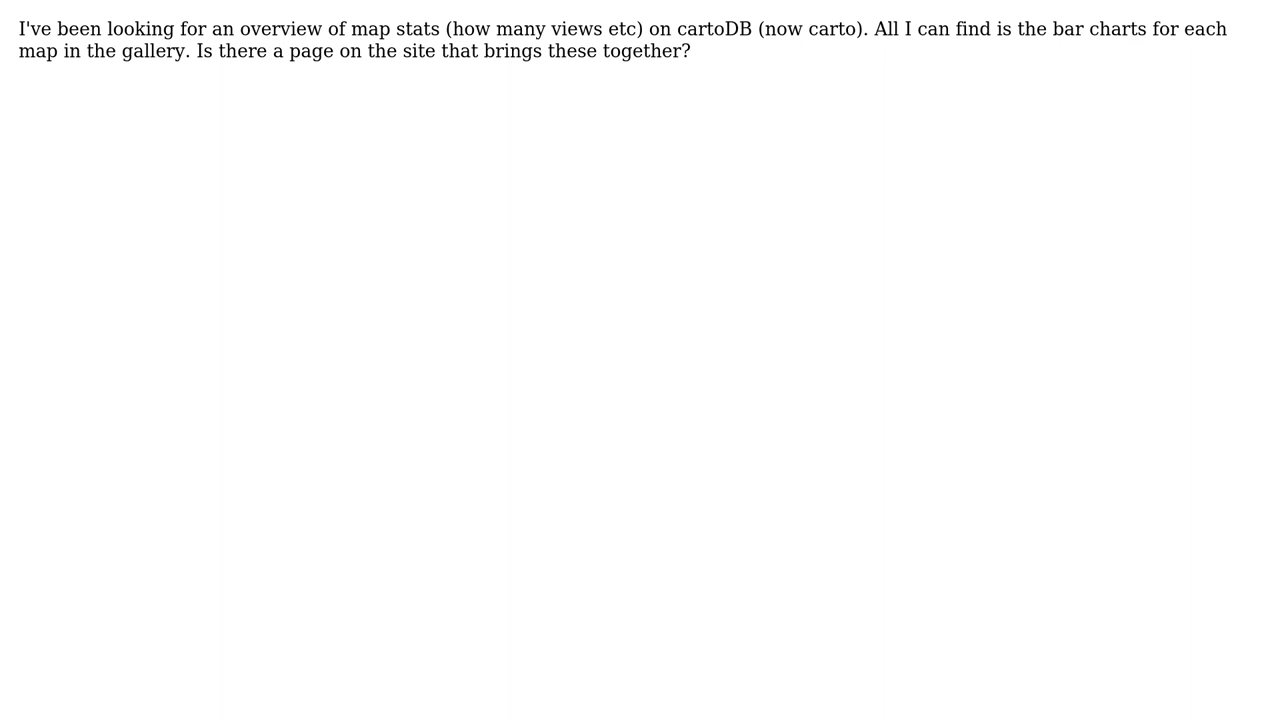 I've been looking for an overview of map stats (how many views etc) on cartoDB (now carto). All I can find is the bar charts for each
map in the gallery. Is there a page on the site that brings these together?